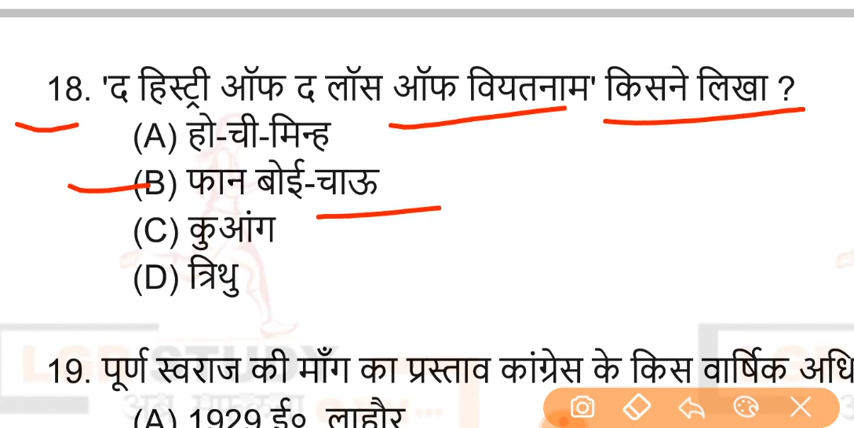 18. 'द हिस्ट्री ऑफ द लॉस ऑफ वियतनाम' किसने लिखा ?
(A) हो-ची-मिन्ह
(B) फान बोई-चाऊ
(C) कुआंग
(D) त्रिथु
19. पूर्ण स्वराज की माँग का प्रस्ताव कांग्रेस के किस वार्षिक अधि
(A) 1929 ई० लाहौर